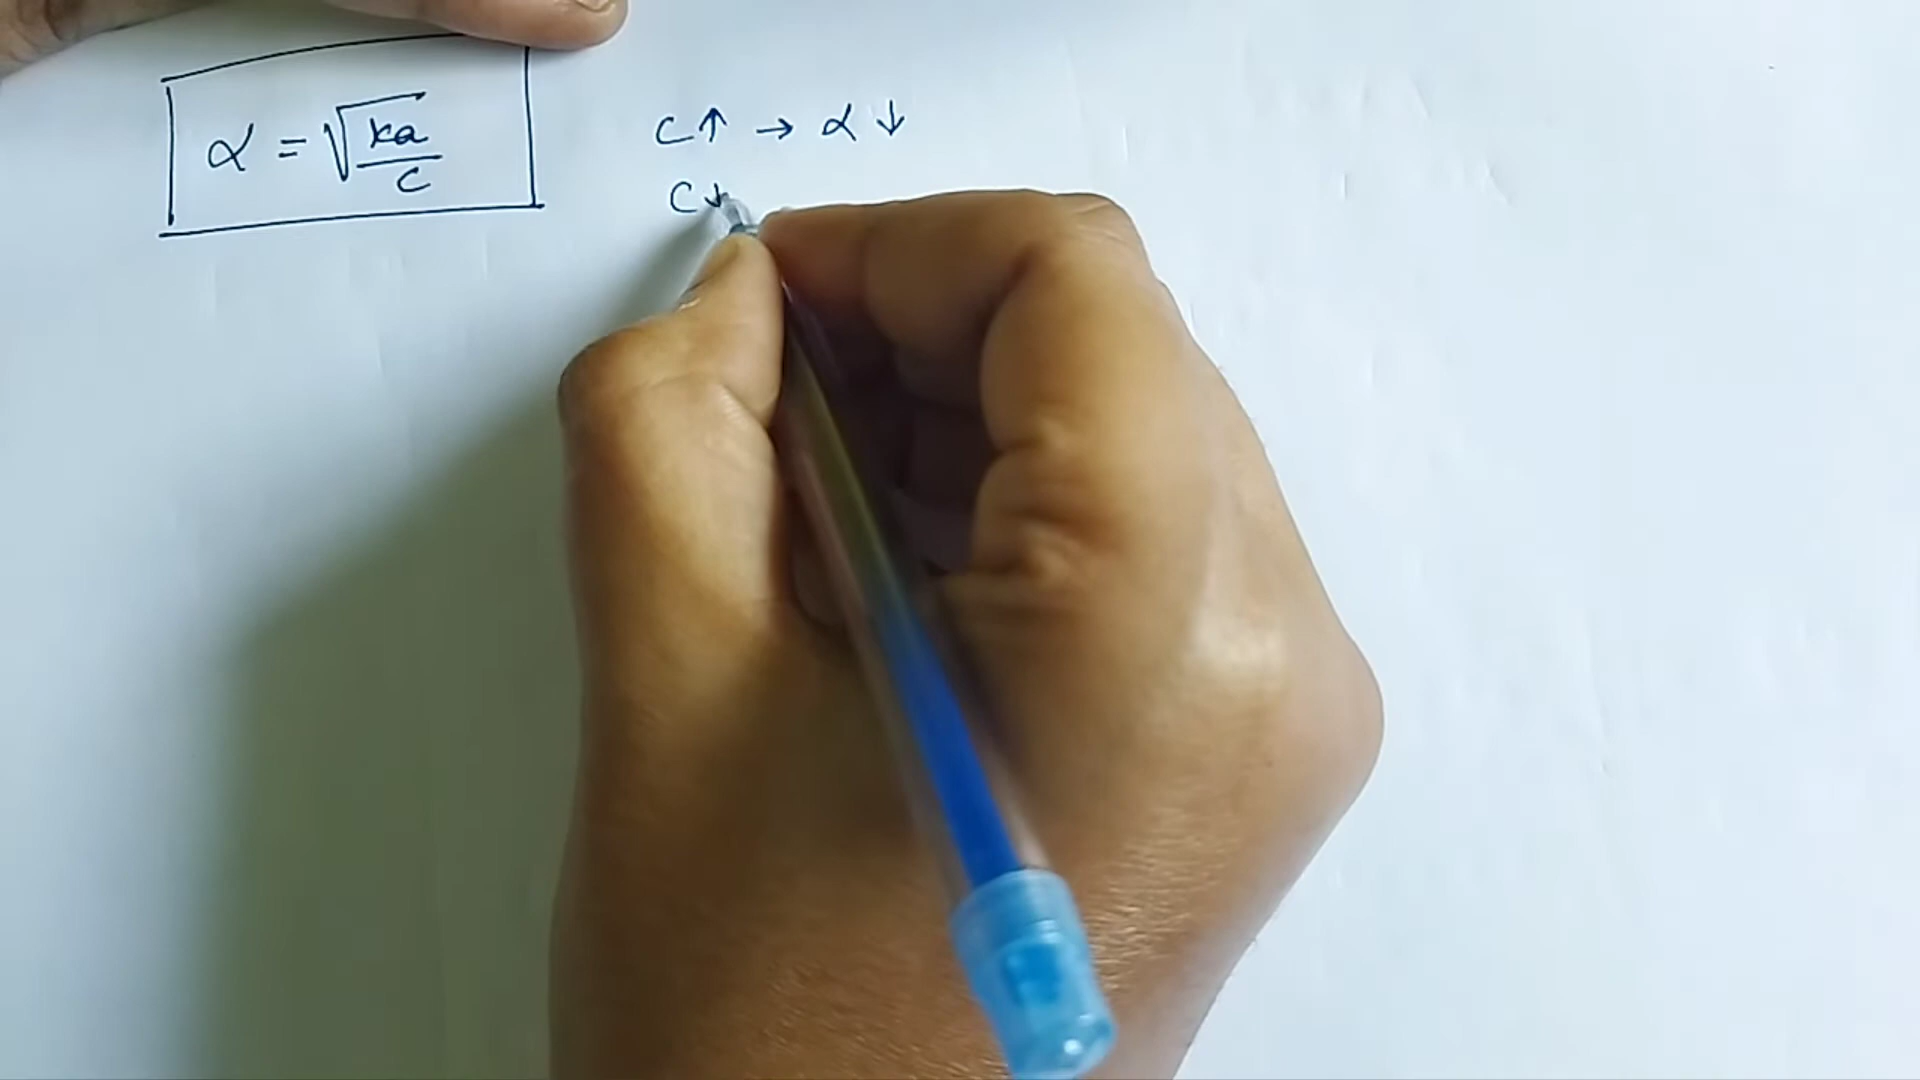 α = √ka/c
C↑ → α↓
C↓